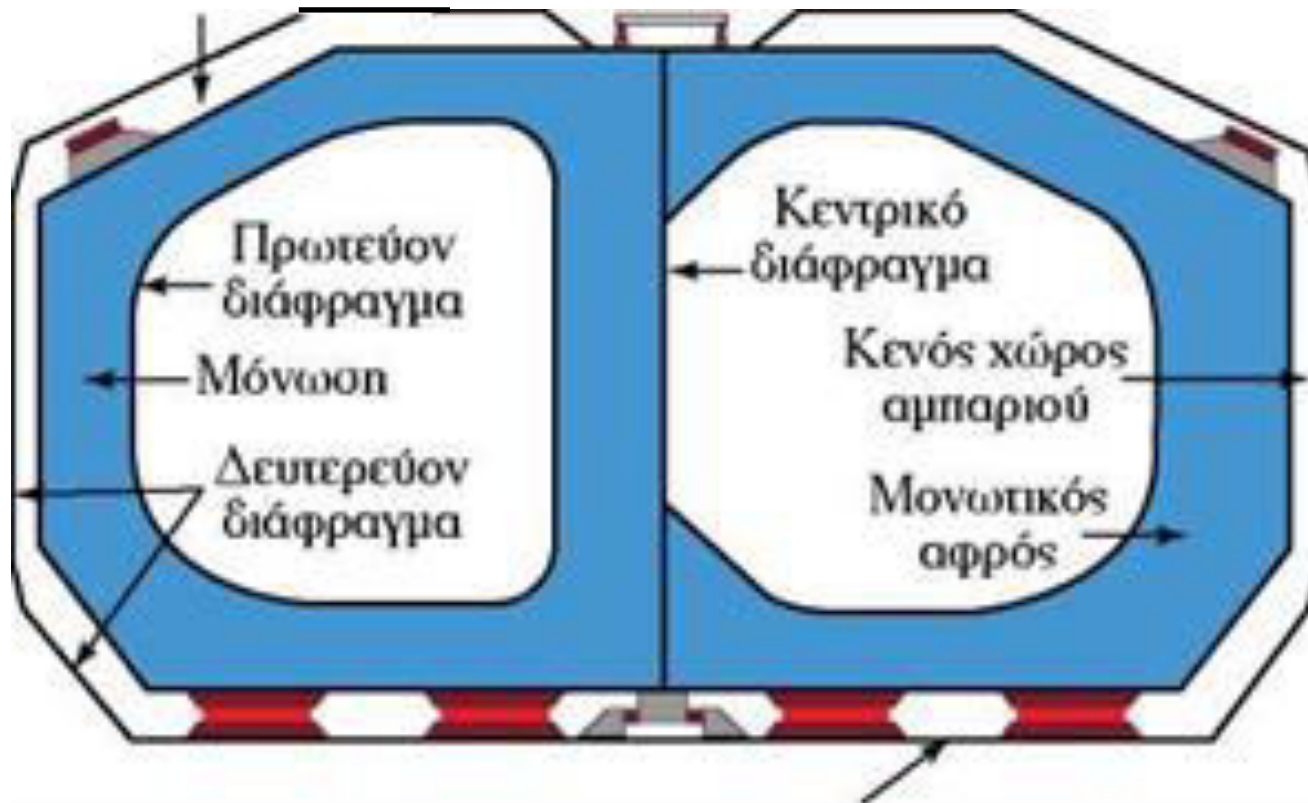 Πρωτεύον
διάφραγμα
Μόνωση
Δευτερεύον
διάφραγμα
Κεντρικό
διάφραγμα
Κενός χώρος
αμπαριού
Μονωτικός
αφρός